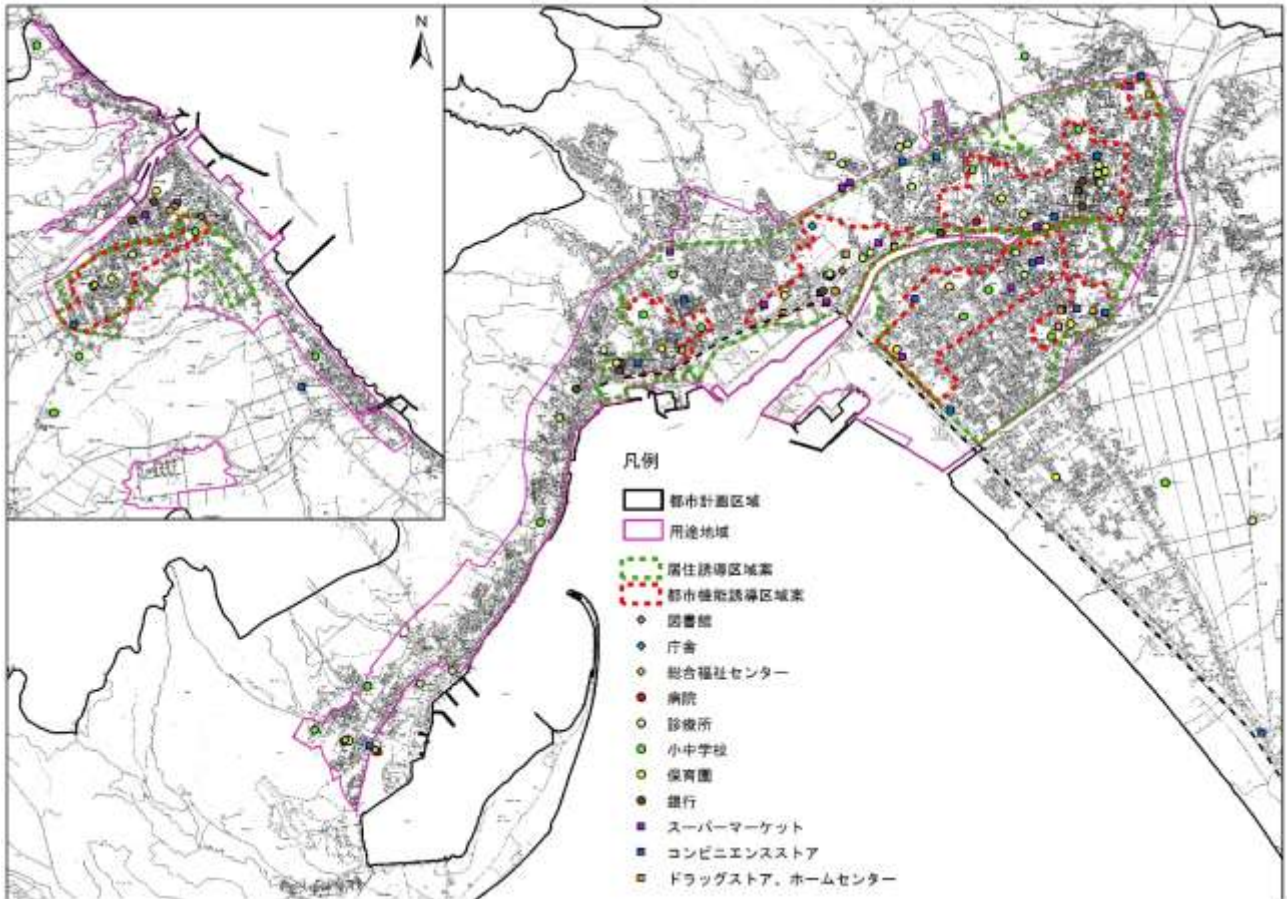 N
凡例
都市計画区域
用途地域
居住誘導区域案
都市機能誘導区域案
図書館
庁舎
総合福祉センター
病院
診療所
小中学校
保育園
銀行
スーパーマーケット
コンビニエンスストア
ドラッグストア、ホームセンター